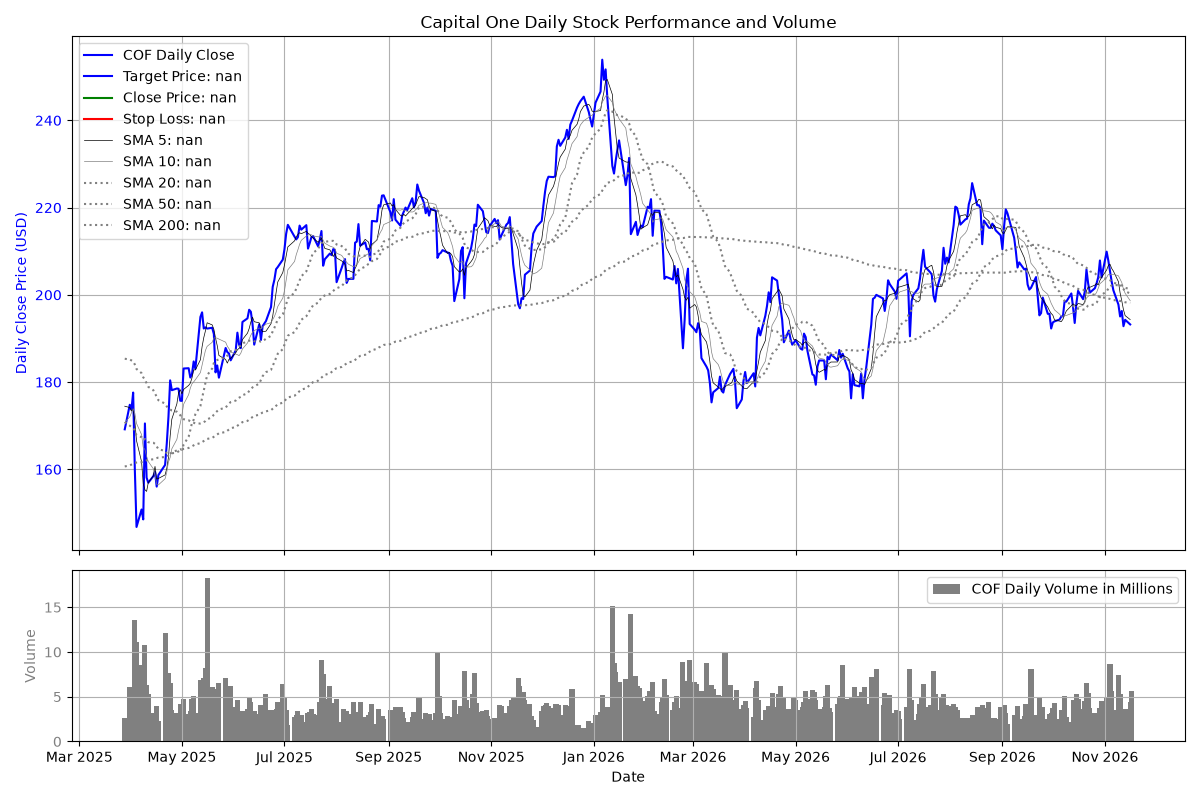 Capital One Daily Stock Performance and Volume
COF Daily Close
Target Price: nan
Close Price: nan
Stop Loss: nan
SMA 5: nan
SMA 10: nan
SMA 20: nan
SMA 50: nan
SMA 200: nan
240
220
200
180
160
Daily Close Price (USD)
COF Daily Volume in Millions
15
10
5
0
Volume
Mar 2025 May 2025 Jul 2025 Sep 2025 Nov 2025 Jan 2026 Mar 2026 May 2026 Jul 2026 Sep 2026 Nov 2026
Date